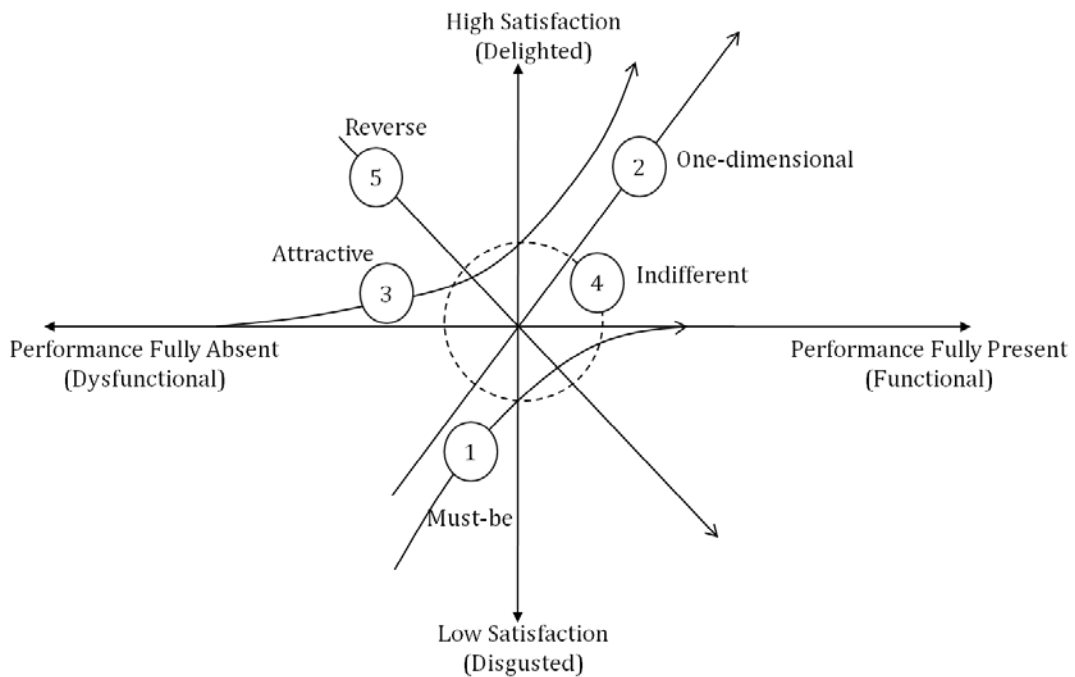 High Satisfaction
(Delighted)
Reverse
5
2
One-dimensional
Attractive
3
4
Indifferent
Performance Fully Absent
(Dysfunctional)
Performance Fully Present
(Functional)
1
Must-be
Low Satisfaction
(Disgusted)